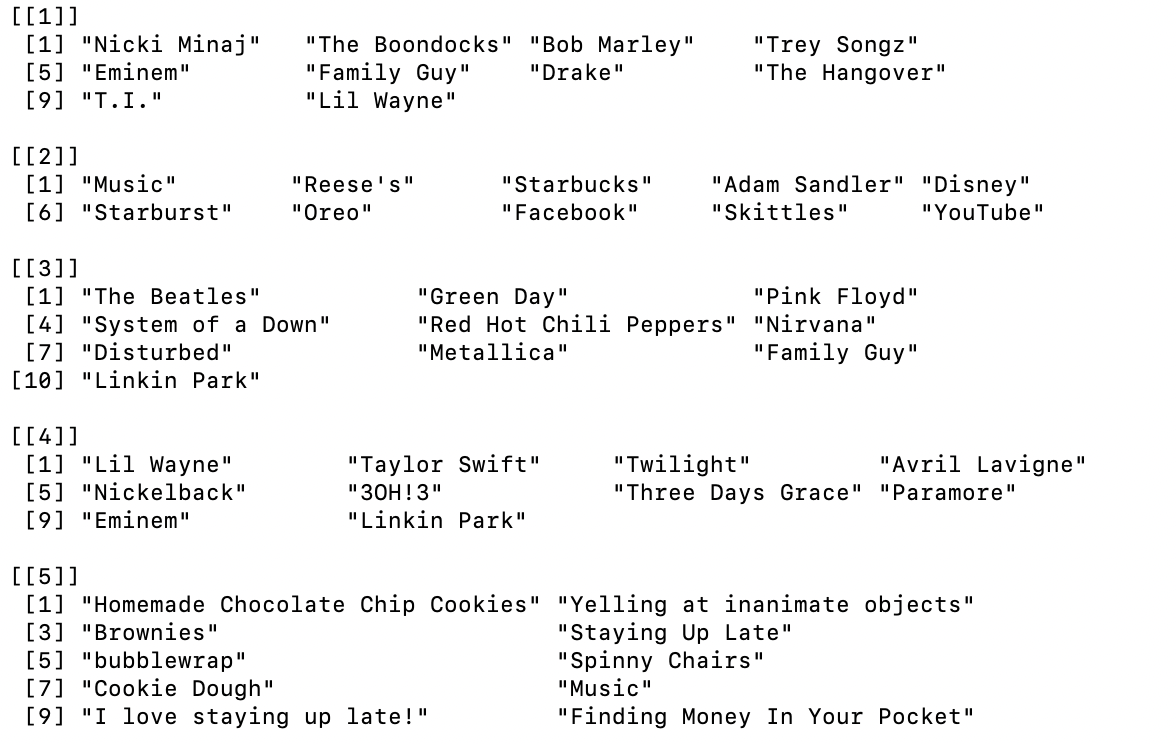 [[1]]
 [1] "Nicki Minaj"   "The Boondocks" "Bob Marley"    "Trey Songz"
 [5] "Eminem"        "Family Guy"    "Drake"         "The Hangover"
 [9] "T.I."          "Lil Wayne"

[[2]]
 [1] "Music"        "Reese's"      "Starbucks"    "Adam Sandler" "Disney"
 [6] "Starburst"    "Oreo"         "Facebook"     "Skittles"     "YouTube"

[[3]]
 [1] "The Beatles"           "Green Day"             "Pink Floyd"
 [4] "System of a Down"      "Red Hot Chili Peppers" "Nirvana"
 [7] "Disturbed"             "Metallica"             "Family Guy"
[10] "Linkin Park"

[[4]]
 [1] "Lil Wayne"        "Taylor Swift"     "Twilight"         "Avril Lavigne"
 [5] "Nickelback"       "3OH!3"            "Three Days Grace" "Paramore"
 [9] "Eminem"           "Linkin Park"

[[5]]
 [1] "Homemade Chocolate Chip Cookies" "Yelling at inanimate objects"
 [3] "Brownies"                        "Staying Up Late"
 [5] "bubblewrap"                      "Spinny Chairs"
 [7] "Cookie Dough"                    "Music"
 [9] "I love staying up late!"         "Finding Money In Your Pocket"